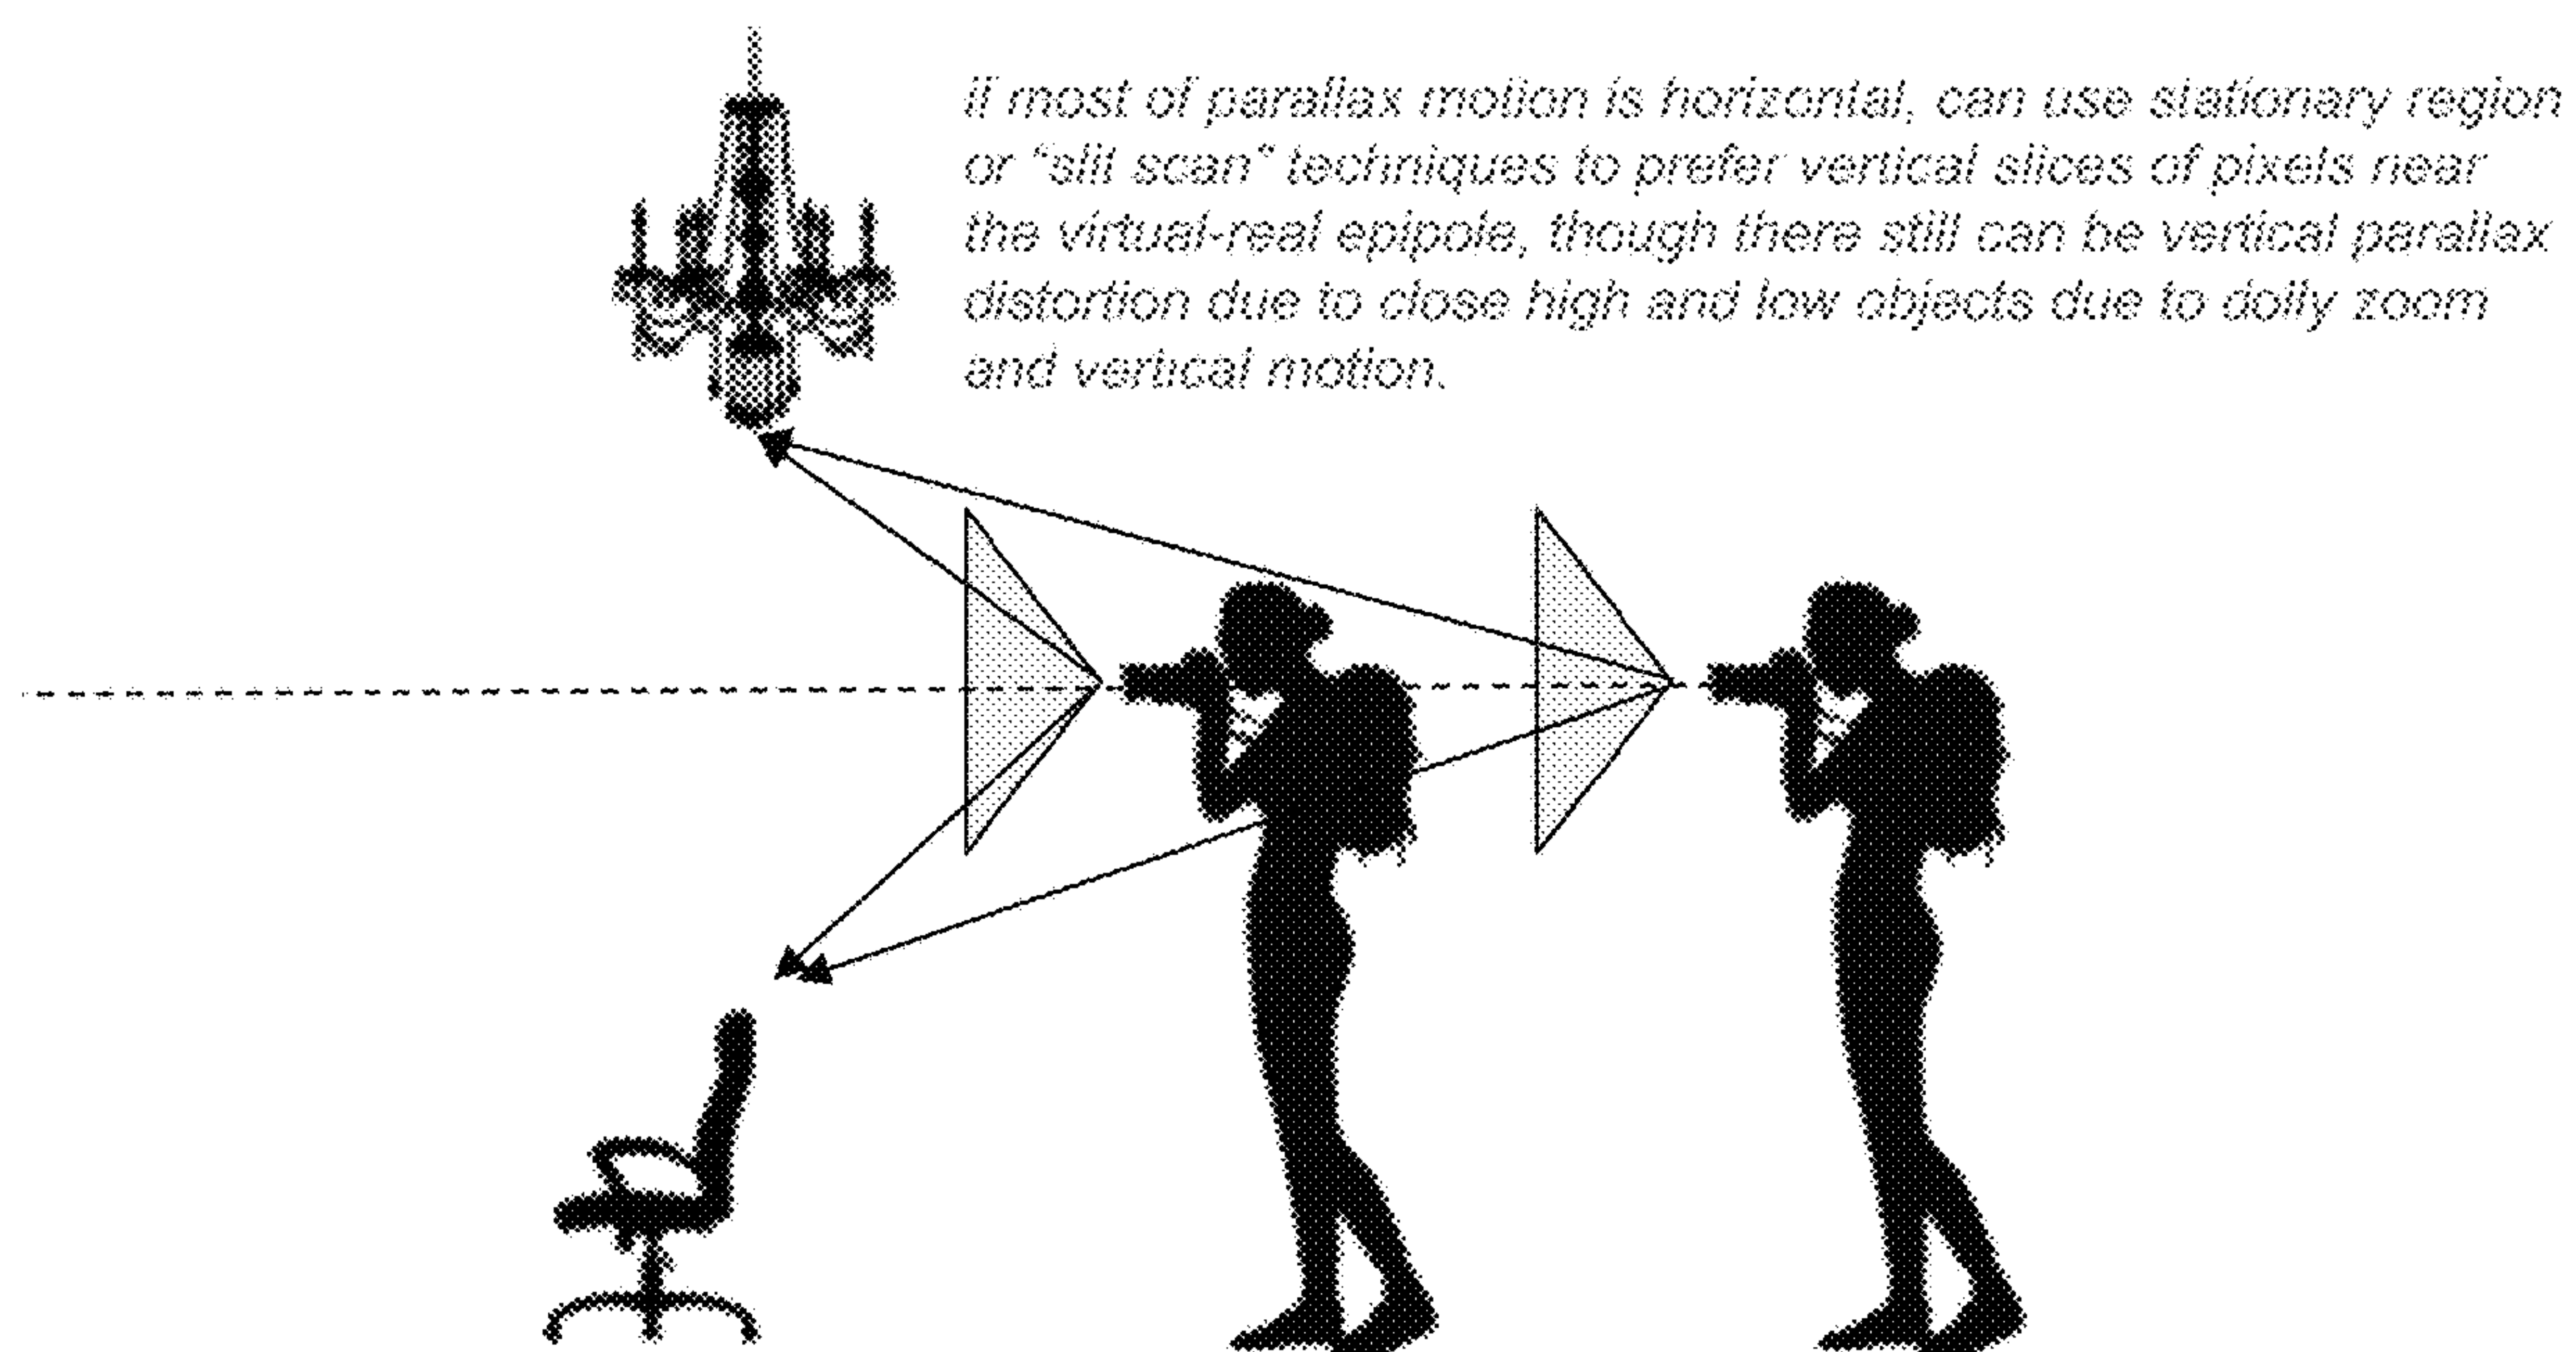 if most of parallax motion is horizontal, can use stationary region
or "slit scan" techniques to prefer vertical slices of pixels near
the virtual-real epipole, though there still can be vertical parallax
distortion due to close high and low objects due to dolly zoom
and vertical motion.